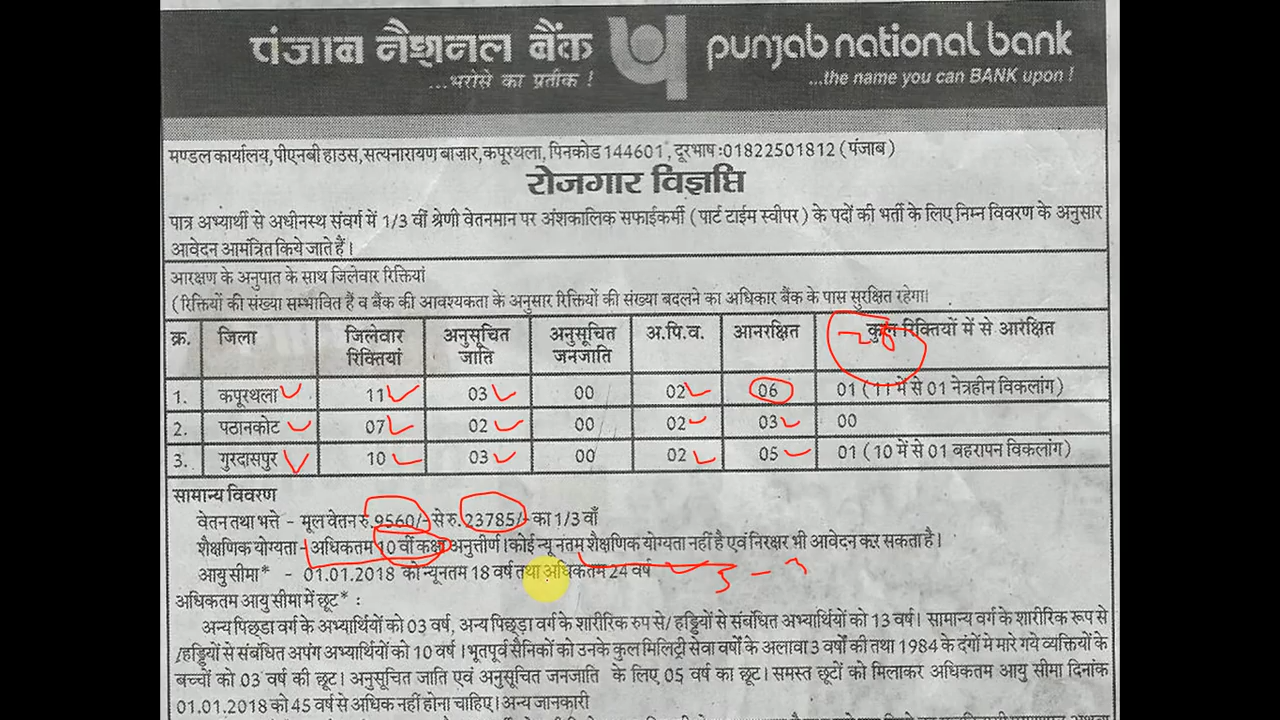 पंजाब नैशनल बैंक punjab national bank
...भरोसे का प्रतीक ! ...the name you can BANK upon !
मण्डल कार्यालय, पीएनबी हाउस, सत्यनारायण बाज़ार, कपूरथला, पिनकोड 144601, दूरभाष :01822501812 (पंजाब)
रोजगार विज्ञप्ति
पात्र अभ्यार्थी से अधीनस्थ संवर्ग में 1/3 वीं श्रेणी वेतनमान पर अंशकालिक सफाईकर्मी (पार्ट टाईम स्वीपर) के पदों की भर्ती के लिए निम्न विवरण के अनुसार
आवेदन आमंत्रित किये जाते हैं।
आरक्षण के अनुपात के साथ जिलेवार रिक्तियां
(रिक्तियों की संख्या सम्भावित हैं व बैंक की आवश्यकता के अनुसार रिक्तियों की संख्या बदलने का अधिकार बैंक के पास सुरक्षित रहेगा।
क्र. जिला जिलेवार रिक्तियां अनुसूचित जाति अनुसूचित जनजाति अ.पि.व. आनरक्षित कुल रिक्तियों में से आरंक्षित
28
1. कपूरथला 11 03 00 02 06 01 (11 में से 01 नेत्रहीन विकलांग)
2. पठानकोट 07 02 00 02 03 00
3. गुरदासपुर 10 03 00 02 05 01 (10 में से 01 बहरापन विकलांग)
सामान्य विवरण
वेतन तथा भत्ते - मूल वेतन रु.9560/- से रु.23785/- का 1/3 वाँ
शैक्षणिक योग्यता - अधिकतम 10 वीं कक्षा अनुत्तीर्ण। कोई न्यूनतम शैक्षणिक योग्यता नहीं है एवं निरक्षर भी आवेदन कर सकता है।
आयु सीमा* - 01.01.2018 को न्यूनतम 18 वर्ष तथा अधिकतम 24 वर्ष 3 - 3
अधिकतम आयु सीमा में छूट* :
अन्य पिछड़ा वर्ग के अभ्यार्थियों को 03 वर्ष, अन्य पिछड़ा वर्ग के शारीरिक रुप से/ हड्डियों से संबंधित अभ्यार्थियों को 13 वर्ष। सामान्य वर्ग के शारीरिक रूप से
/हड्डियों से संबंधित अपंग अभ्यार्थियों को 10 वर्ष। भूतपूर्व सैनिकों को उनके कुल मिलिट्री सेवा वर्षों के अलावा 3 वर्षों की तथा 1984 के दंगों मे मारे गये व्यक्तियों के
बच्चों को 03 वर्ष की छूट। अनुसूचित जाति एवं अनुसूचित जनजाति के लिए 05 वर्ष का छूट। समस्त छूटों को मिलाकर अधिकतम आयु सीमा दिनांक
01.01.2018 को 45 वर्ष से अधिक नहीं होना चाहिए। अन्य जानकारी